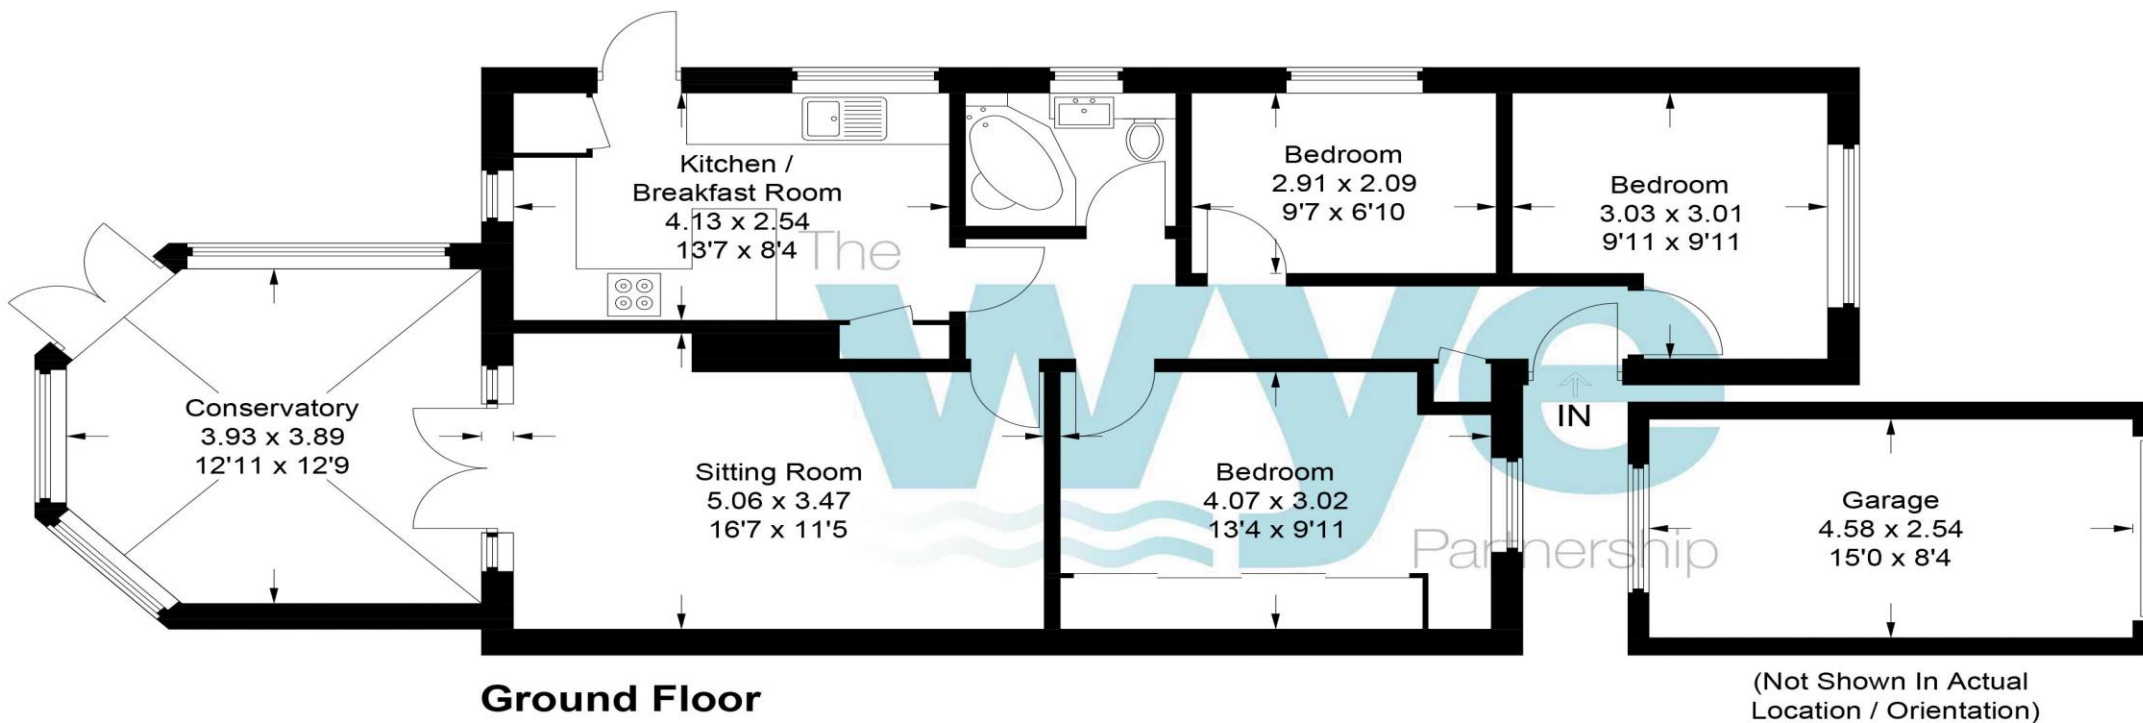 Kitchen /
Breakfast Room
4.13 x 2.54
13'7 x 8'4
Bedroom
2.91 x 2.09
9'7 x 6'10
Bedroom
3.03 x 3.01
9'11 x 9'11
The
wye
Partnership
Conservatory
3.93 x 3.89
12'11 x 12'9
Sitting Room
5.06 x 3.47
16'7 x 11'5
Bedroom
4.07 x 3.02
13'4 x 9'11
IN
Garage
4.58 x 2.54
15'0 x 8'4
Ground Floor
(Not Shown In Actual
Location / Orientation)